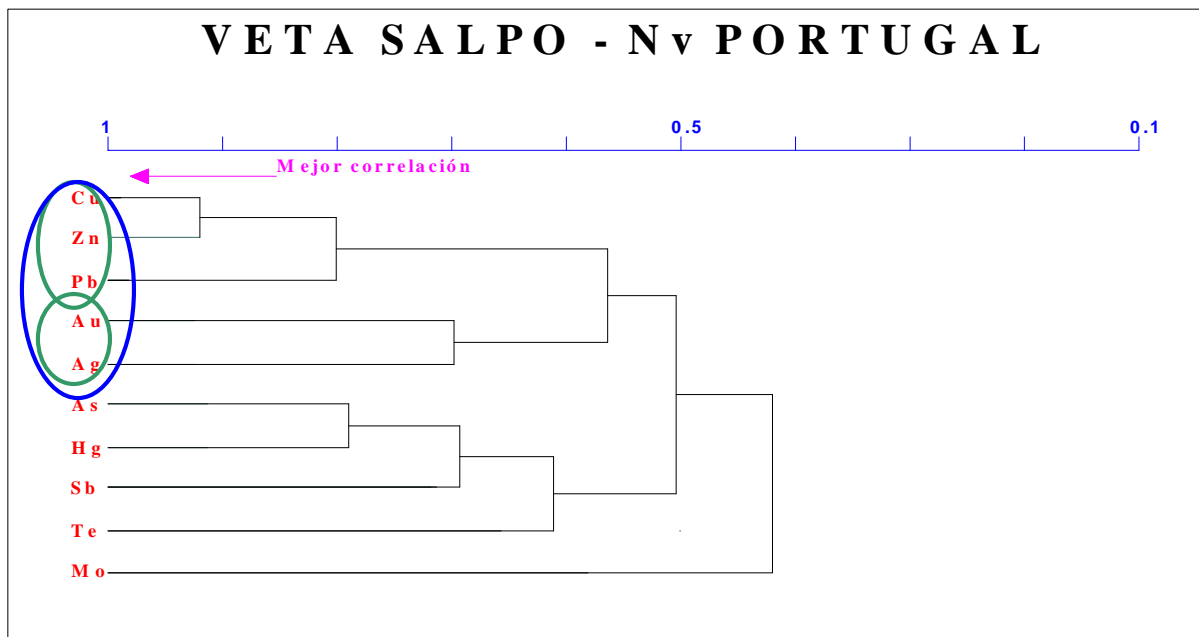 VETA SALPO - Nv PORTUGAL
1 0.5 0.1
Mejor correlación
Cu
Zn
Pb
Au
Ag
As
Hg
Sb
Te
Mo